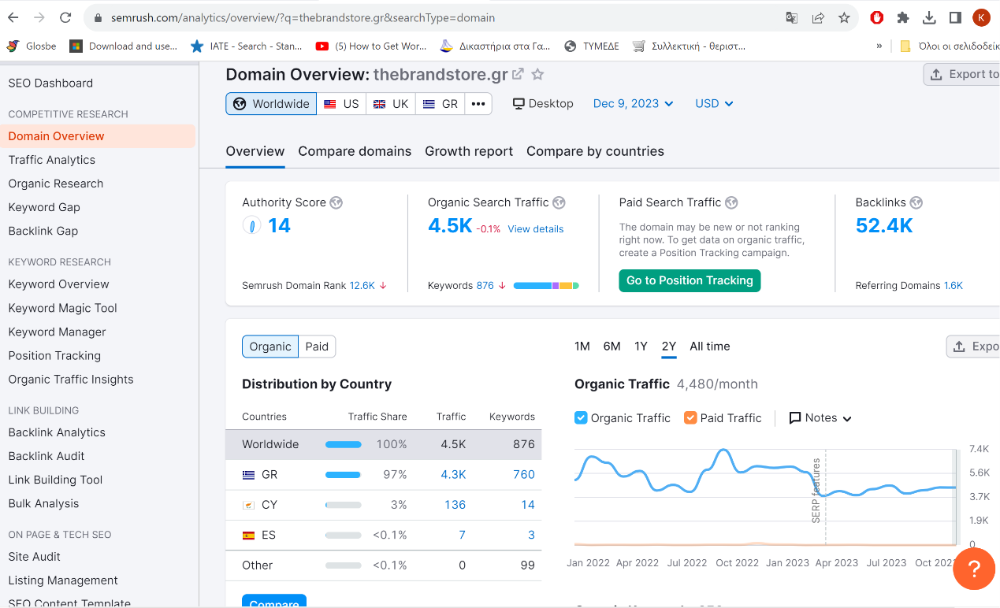 semrush.com/analytics/overview/?q=thebrandstore.gr&searchType=domain
K
Glosbe
Download and use...
IATE - Search - Stan...
(5) How to Get Wor...
Δικαστήρια στα Γα...
ΤΥΜΕΔΕ
Συλλεκτική - θεριστ...
»
Όλοι οι σελιδοδείκ
SEO Dashboard
COMPETITIVE RESEARCH
Domain Overview
Traffic Analytics
Organic Research
Keyword Gap
Backlink Gap
KEYWORD RESEARCH
Keyword Overview
Keyword Magic Tool
Keyword Manager
Position Tracking
Organic Traffic Insights
LINK BUILDING
Backlink Analytics
Backlink Audit
Link Building Tool
Bulk Analysis
ON PAGE & TECH SEO
Site Audit
Listing Management
SEO Content Template
Domain Overview: thebrandstore.gr
Export to
Worldwide US UK GR •••
Desktop
Dec 9, 2023
USD
Overview Compare domains Growth report Compare by countries
Authority Score
14
Semrush Domain Rank 12.6K ↓
Organic Search Traffic
4.5K -0.1% View details
Keywords 876 ↓
Paid Search Traffic
The domain may be new or not ranking
right now. To get data on organic traffic,
create a Position Tracking campaign.
Go to Position Tracking
Backlinks
52.4K
Referring Domains 1.6K
Organic Paid
Distribution by Country
Countries Traffic Share Traffic Keywords
Worldwide 100% 4.5K 876
GR 97% 4.3K 760
CY 3% 136 14
ES <0.1% 7 3
Other <0.1% 0 99
Compare
1M 6M 1Y 2Y All time
Expo
Organic Traffic 4,480/month
Organic Traffic
Paid Traffic
Notes
SERP features
7.4K
5.6K
3.7K
1.9K
0
Jan 2022 Apr 2022 Jul 2022 Oct 2022 Jan 2023 Apr 2023 Jul 2023 Oct 202
?